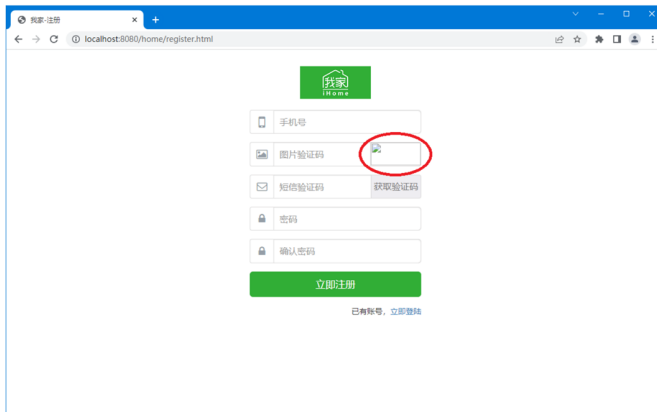 我家-注册
localhost:8080/home/register.html
我家
iHome
手机号
图片验证码
短信验证码 获取验证码
密码
确认密码
立即注册
已有账号，立即登陆